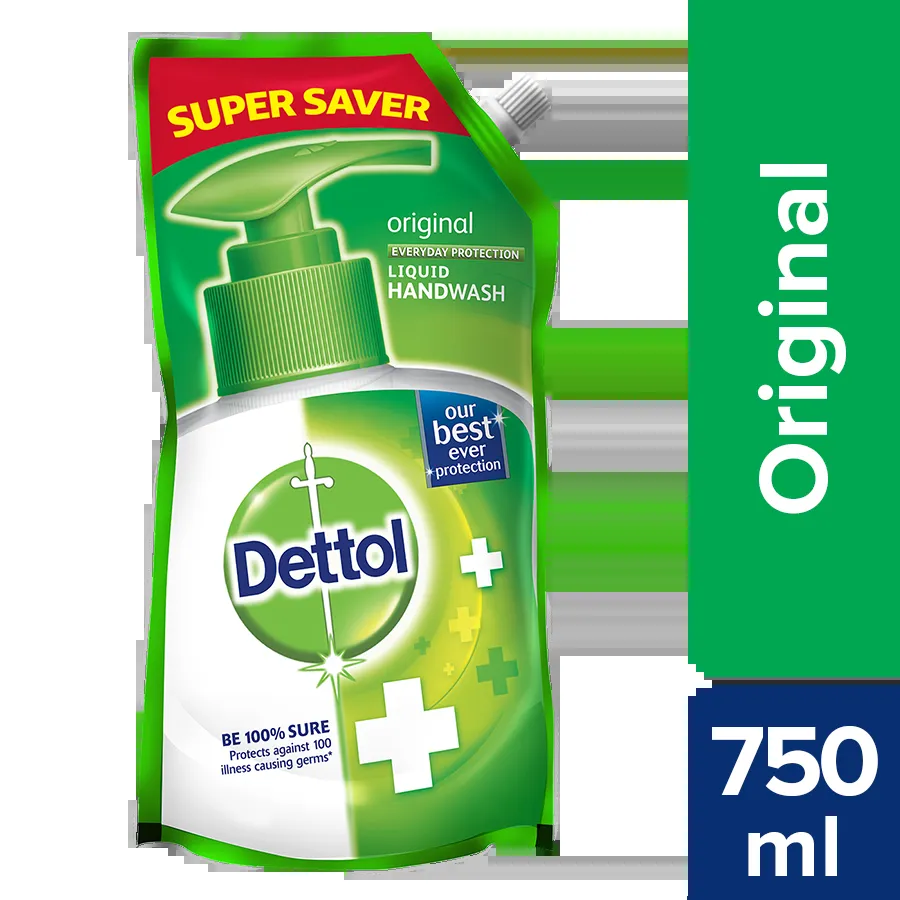 SUPER SAVER
original
EVERYDAY PROTECTION
LIQUID
HANDWASH
our
best
ever
protection
Dettol
BE 100% SURE
Protects against 100
illness causing germs*
Original
750
ml